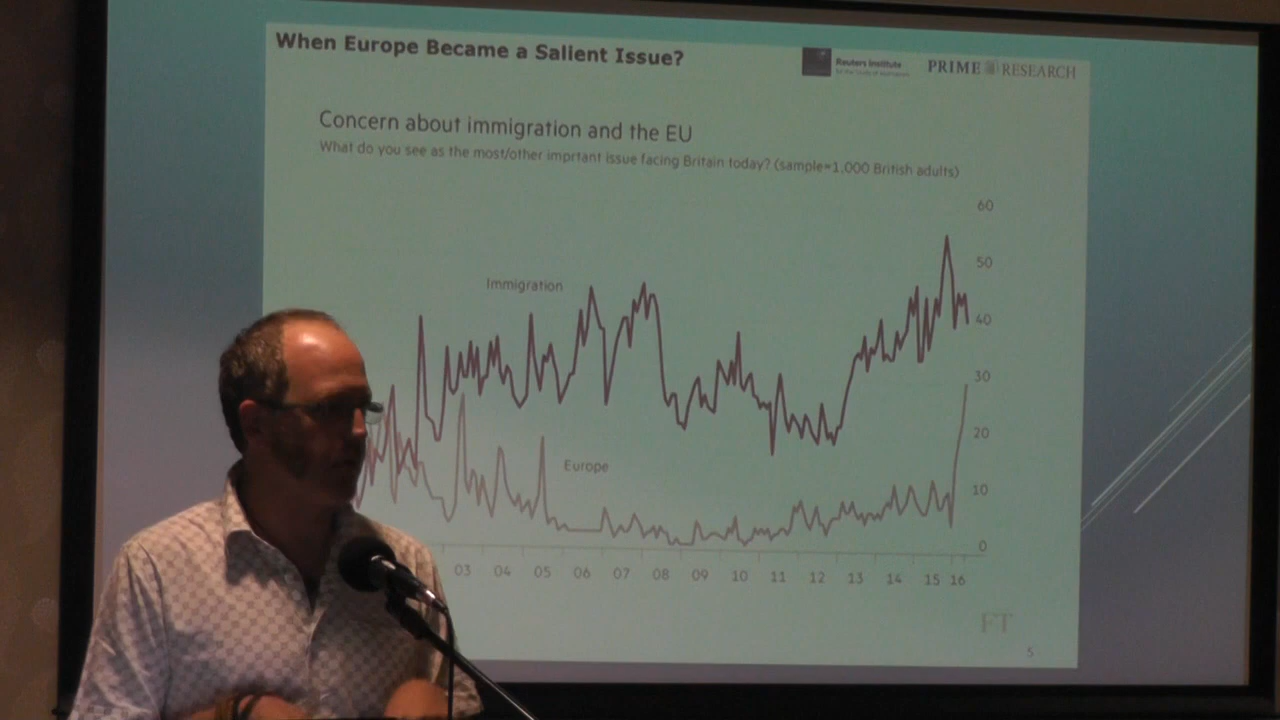 When Europe Became a Salient Issue?
Reuters Institute
PRIME RESEARCH
Concern about immigration and the EU
What do you see as the most/other imprtant issue facing Britain today? (sample=1,000 British adults)
60
50
Immigration
40
30
20
Europe
10
0
03 04 05 06 07 08 09 10 11 12 13 14 15 16
FT
5